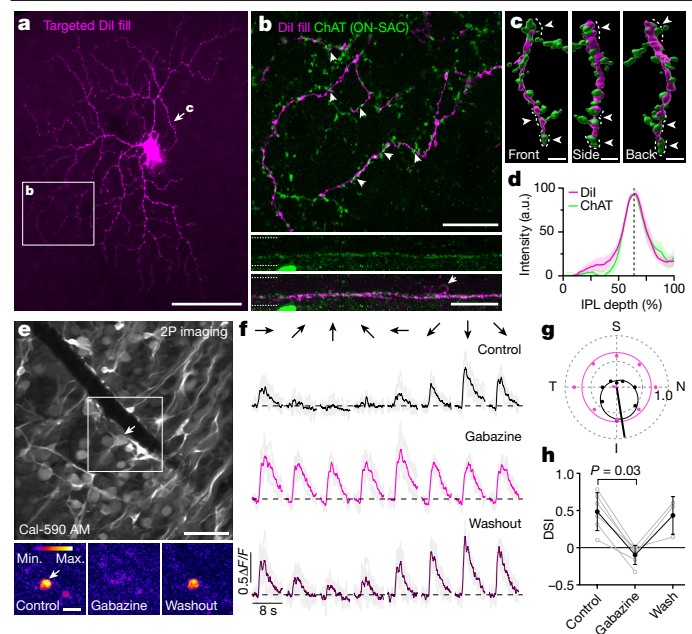 a Targeted DiI fill
c
b
b DiI fill ChAT (ON-SAC)
c
Front Side Back
d
Intensity (a.u.)
100
50
0
DiI
ChAT
0 50 100
IPL depth (%)
e 2P imaging
Cal-590 AM
Min. Max.
Control Gabazine Washout
f
Control
Gabazine
Washout
0.5ΔF/F
8 s
g
S
T N
1.0
I
h
P = 0.03
DSI
1.0
0.5
0
−0.5
Control
Gabazine
Wash